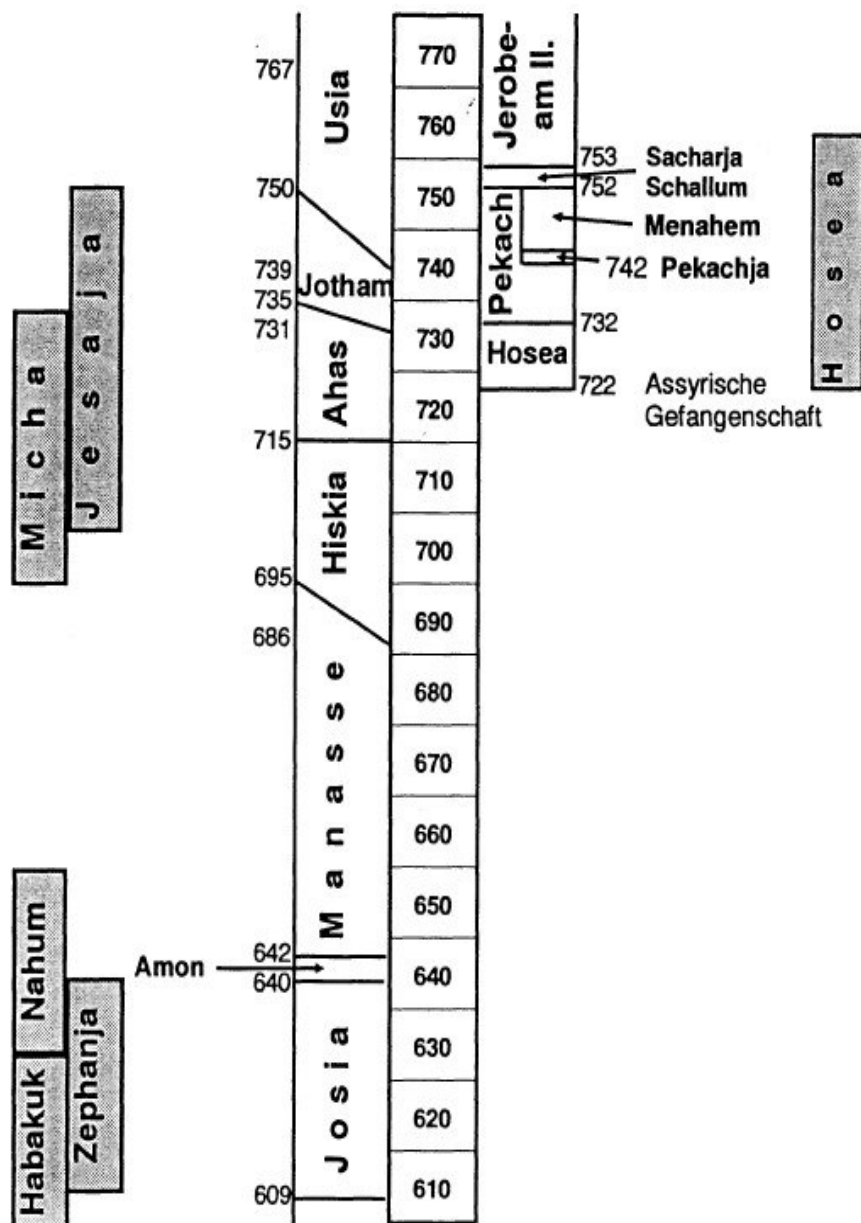 Micha
Jesaja
Nahum
Habakuk
Zephanja
767
750
739
735
731
715
695
686
642
Amon
640
609
Usia
Jotham
Ahas
Hiskia
Manasse
Josia
770
760
750
740
730
720
710
700
690
680
670
660
650
640
630
620
610
Jerobe-
am II.
Pekach
Hosea
753 Sacharja
752 Schallum
Menahem
742 Pekachja
732
722 Assyrische
Gefangenschaft
Hosea